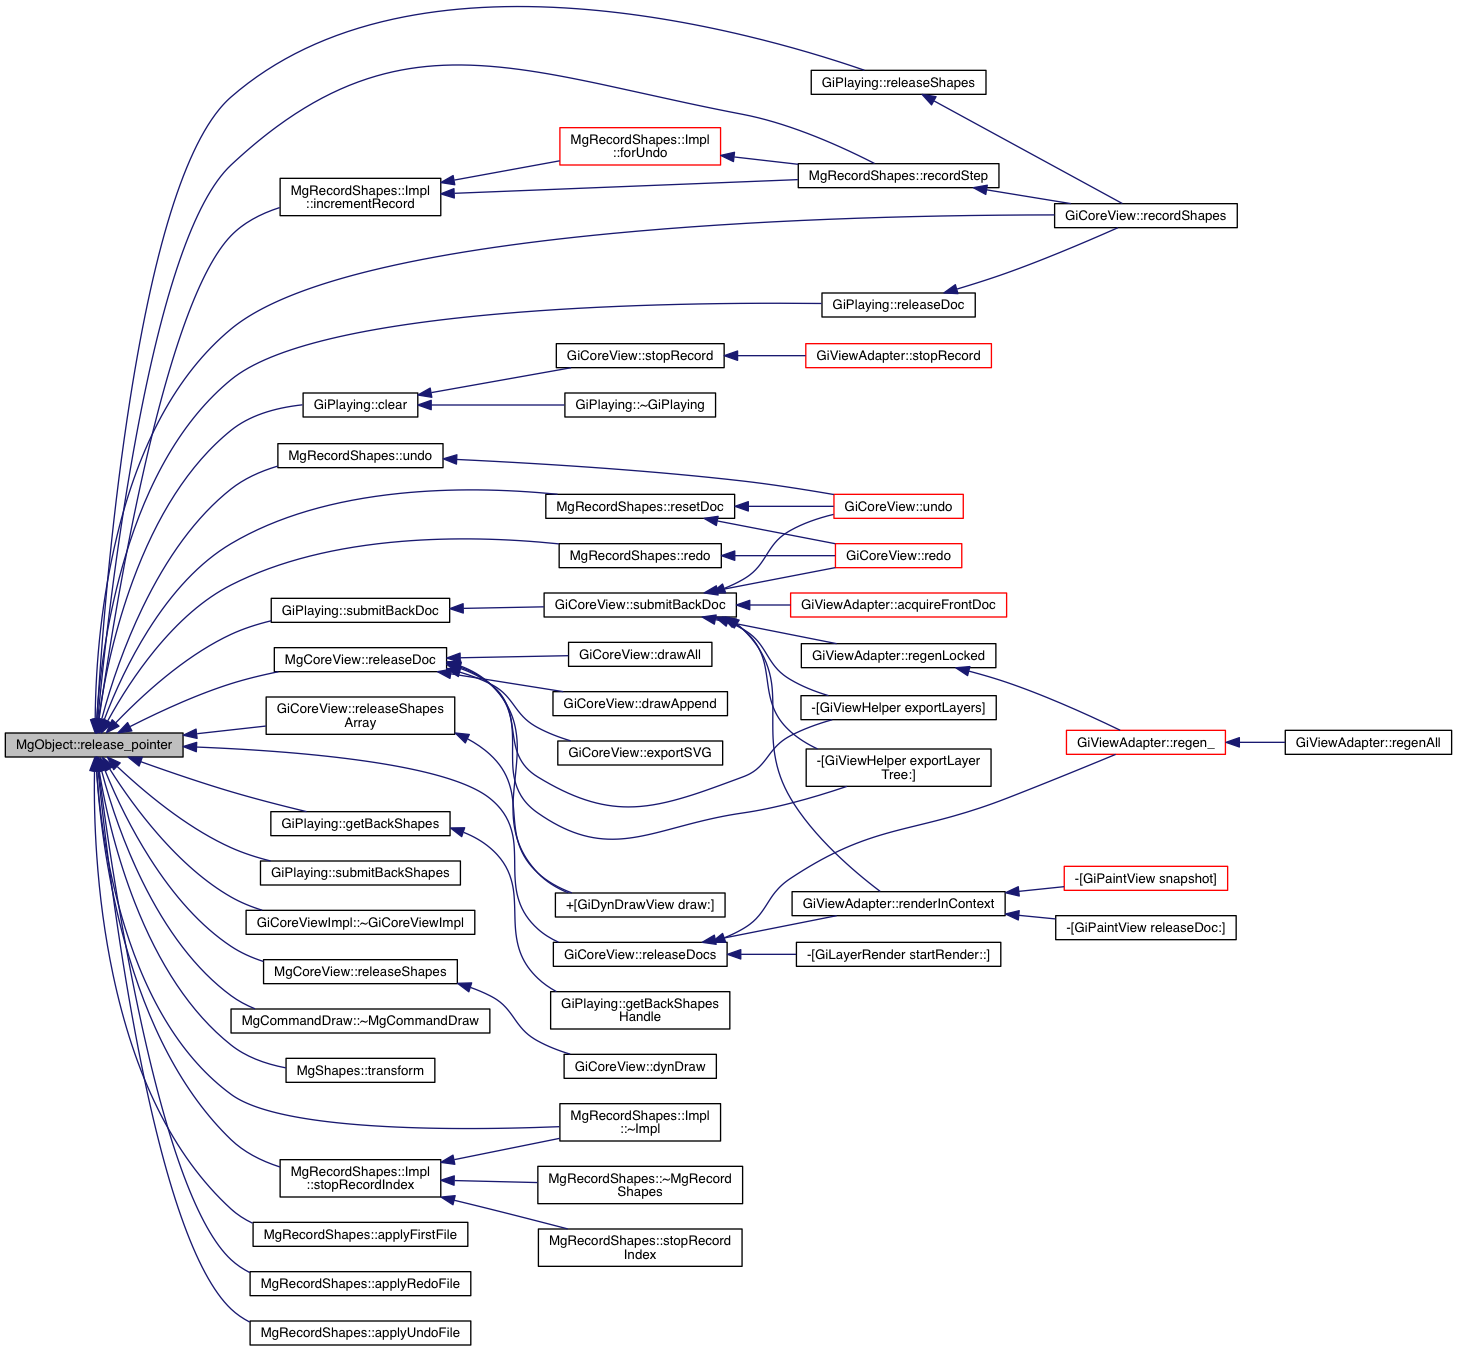 GiPlaying::releaseShapes
MgRecordShapes::Impl
::forUndo
MgRecordShapes::recordStep
MgRecordShapes::Impl
::incrementRecord
GiCoreView::recordShapes
GiPlaying::releaseDoc
GiCoreView::stopRecord
GiViewAdapter::stopRecord
GiPlaying::clear
GiPlaying::~GiPlaying
MgRecordShapes::undo
MgRecordShapes::resetDoc
GiCoreView::undo
MgRecordShapes::redo
GiCoreView::redo
GiPlaying::submitBackDoc
GiCoreView::submitBackDoc
GiViewAdapter::acquireFrontDoc
MgCoreView::releaseDoc
GiCoreView::drawAll
GiViewAdapter::regenLocked
GiCoreView::drawAppend
-[GiViewHelper exportLayers]
GiCoreView::releaseShapes
Array
MgObject::release_pointer
GiCoreView::exportSVG
-[GiViewHelper exportLayer
Tree:]
GiViewAdapter::regen_
GiViewAdapter::regenAll
GiPlaying::getBackShapes
GiPlaying::submitBackShapes
-[GiPaintView snapshot]
+[GiDynDrawView draw:]
GiViewAdapter::renderInContext
GiCoreViewImpl::~GiCoreViewImpl
-[GiPaintView releaseDoc:]
GiCoreView::releaseDocs
-[GiLayerRender startRender::]
MgCoreView::releaseShapes
GiPlaying::getBackShapes
Handle
MgCommandDraw::~MgCommandDraw
GiCoreView::dynDraw
MgShapes::transform
MgRecordShapes::Impl
::~Impl
MgRecordShapes::Impl
::stopRecordIndex
MgRecordShapes::~MgRecord
Shapes
MgRecordShapes::applyFirstFile
MgRecordShapes::stopRecord
Index
MgRecordShapes::applyRedoFile
MgRecordShapes::applyUndoFile